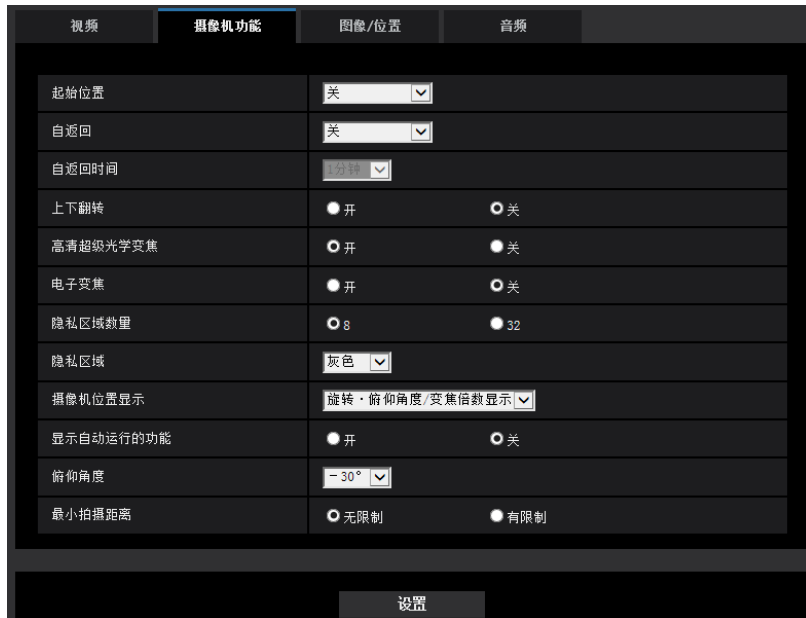 视频 摄像机功能 图像/位置 音频
起始位置 关
自返回 关
自返回时间 1分钟
上下翻转 开 关
高清超级光学变焦 开 关
电子变焦 开 关
隐私区域数量 8 32
隐私区域 灰色
摄像机位置显示 旋转・俯仰角度/变焦倍数显示
显示自动运行的功能 开 关
俯仰角度 －30°
最小拍摄距离 无限制 有限制
设置